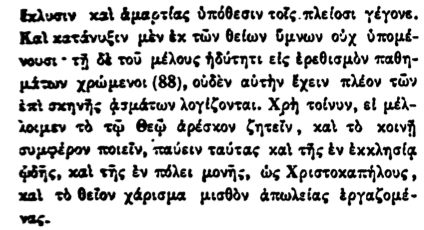 ἔκλυσιν καὶ ἁμαρτίας ὑπόθεσιν τοῖς πλείοσι γέγονε.
Καὶ κατάνυξιν μὲν ἐκ τῶν θείων ὕμνων οὐχ ὑπομέ-
νουσι· τῇ δὲ τοῦ μέλους ἡδύτητι εἰς ἐρεθισμὸν παθη-
μάτων χρώμενοι (88), οὐδὲν αὐτὴν ἔχειν πλέον τῶν
ἐπὶ σκηνῆς ᾀσμάτων λογίζονται. Χρὴ τοίνυν, εἰ μέλ-
λοιμεν τὸ τῷ Θεῷ ἀρέσκον ζητεῖν, καὶ τὸ κοινῇ
συμφέρον ποιεῖν, παύειν ταύτας καὶ τῆς ἐν ἐκκλησίᾳ
ᾠδῆς, καὶ τῆς ἐν πόλει μονῆς, ὡς Χριστοκαπήλους,
καὶ τὸ θεῖον χάρισμα μισθὸν ἀπωλείας ἐργαζομέ-
νας.